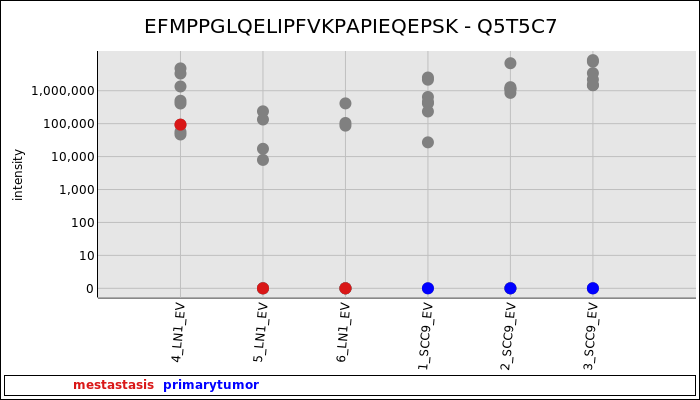 EFMPPGLQELIPFVKPAPIEQEPSK - Q5T5C7
intensity
1,000,000
100,000
10,000
1,000
100
10
0
4_LN1_EV
5_LN1_EV
6_LN1_EV
1_SCC9_EV
2_SCC9_EV
3_SCC9_EV
mestastasis primarytumor